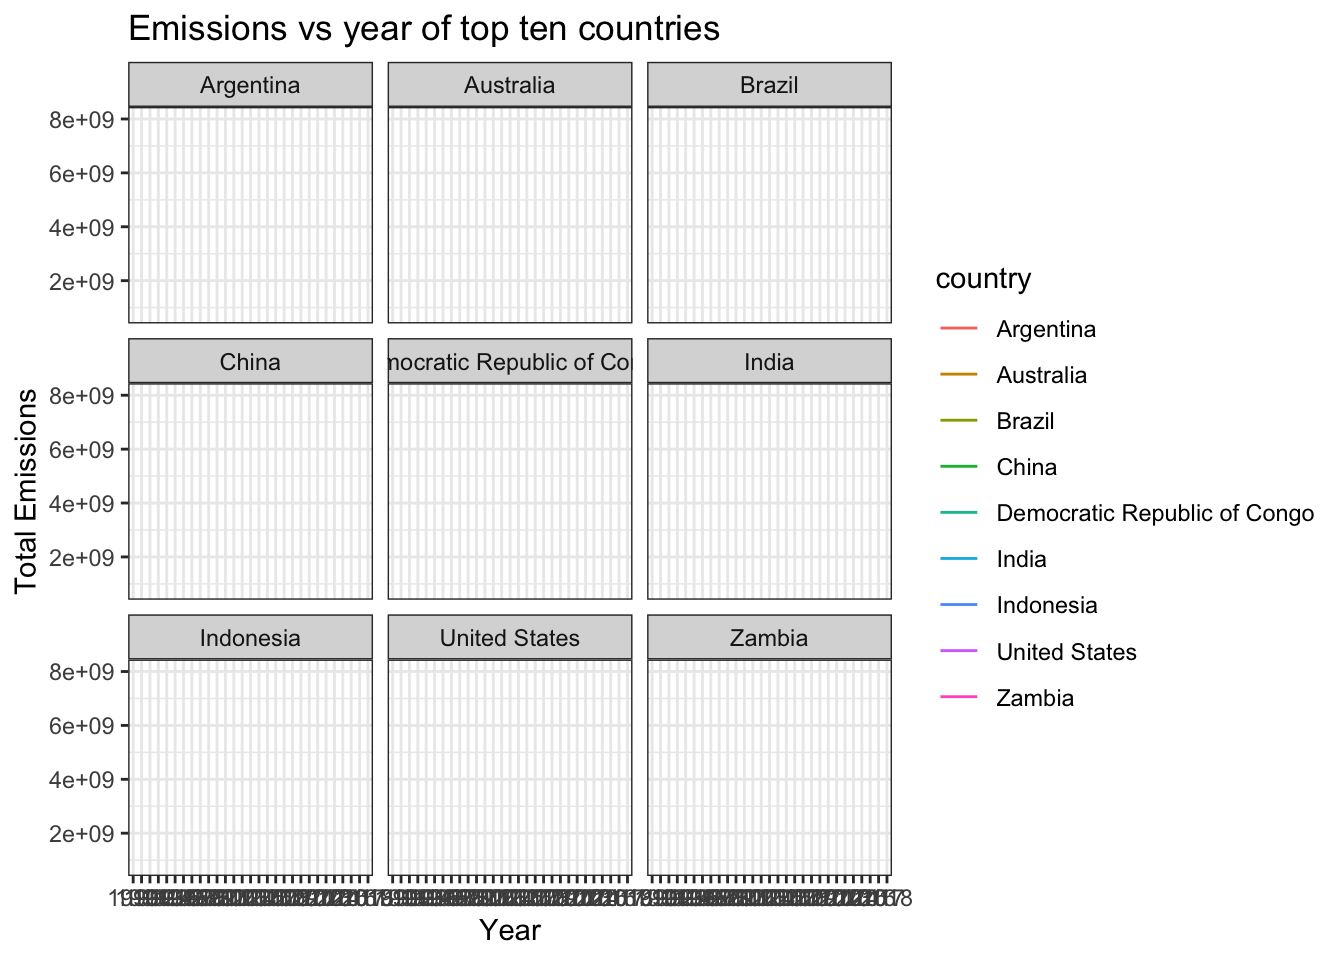 Emissions vs year of top ten countries
Argentina Australia Brazil
8e+09
6e+09
4e+09
2e+09
China mocratic Republic of Co India
8e+09
6e+09
4e+09
2e+09
Indonesia United States Zambia
8e+09
6e+09
4e+09
2e+09
Year
Total Emissions
country
Argentina
Australia
Brazil
China
Democratic Republic of Congo
India
Indonesia
United States
Zambia